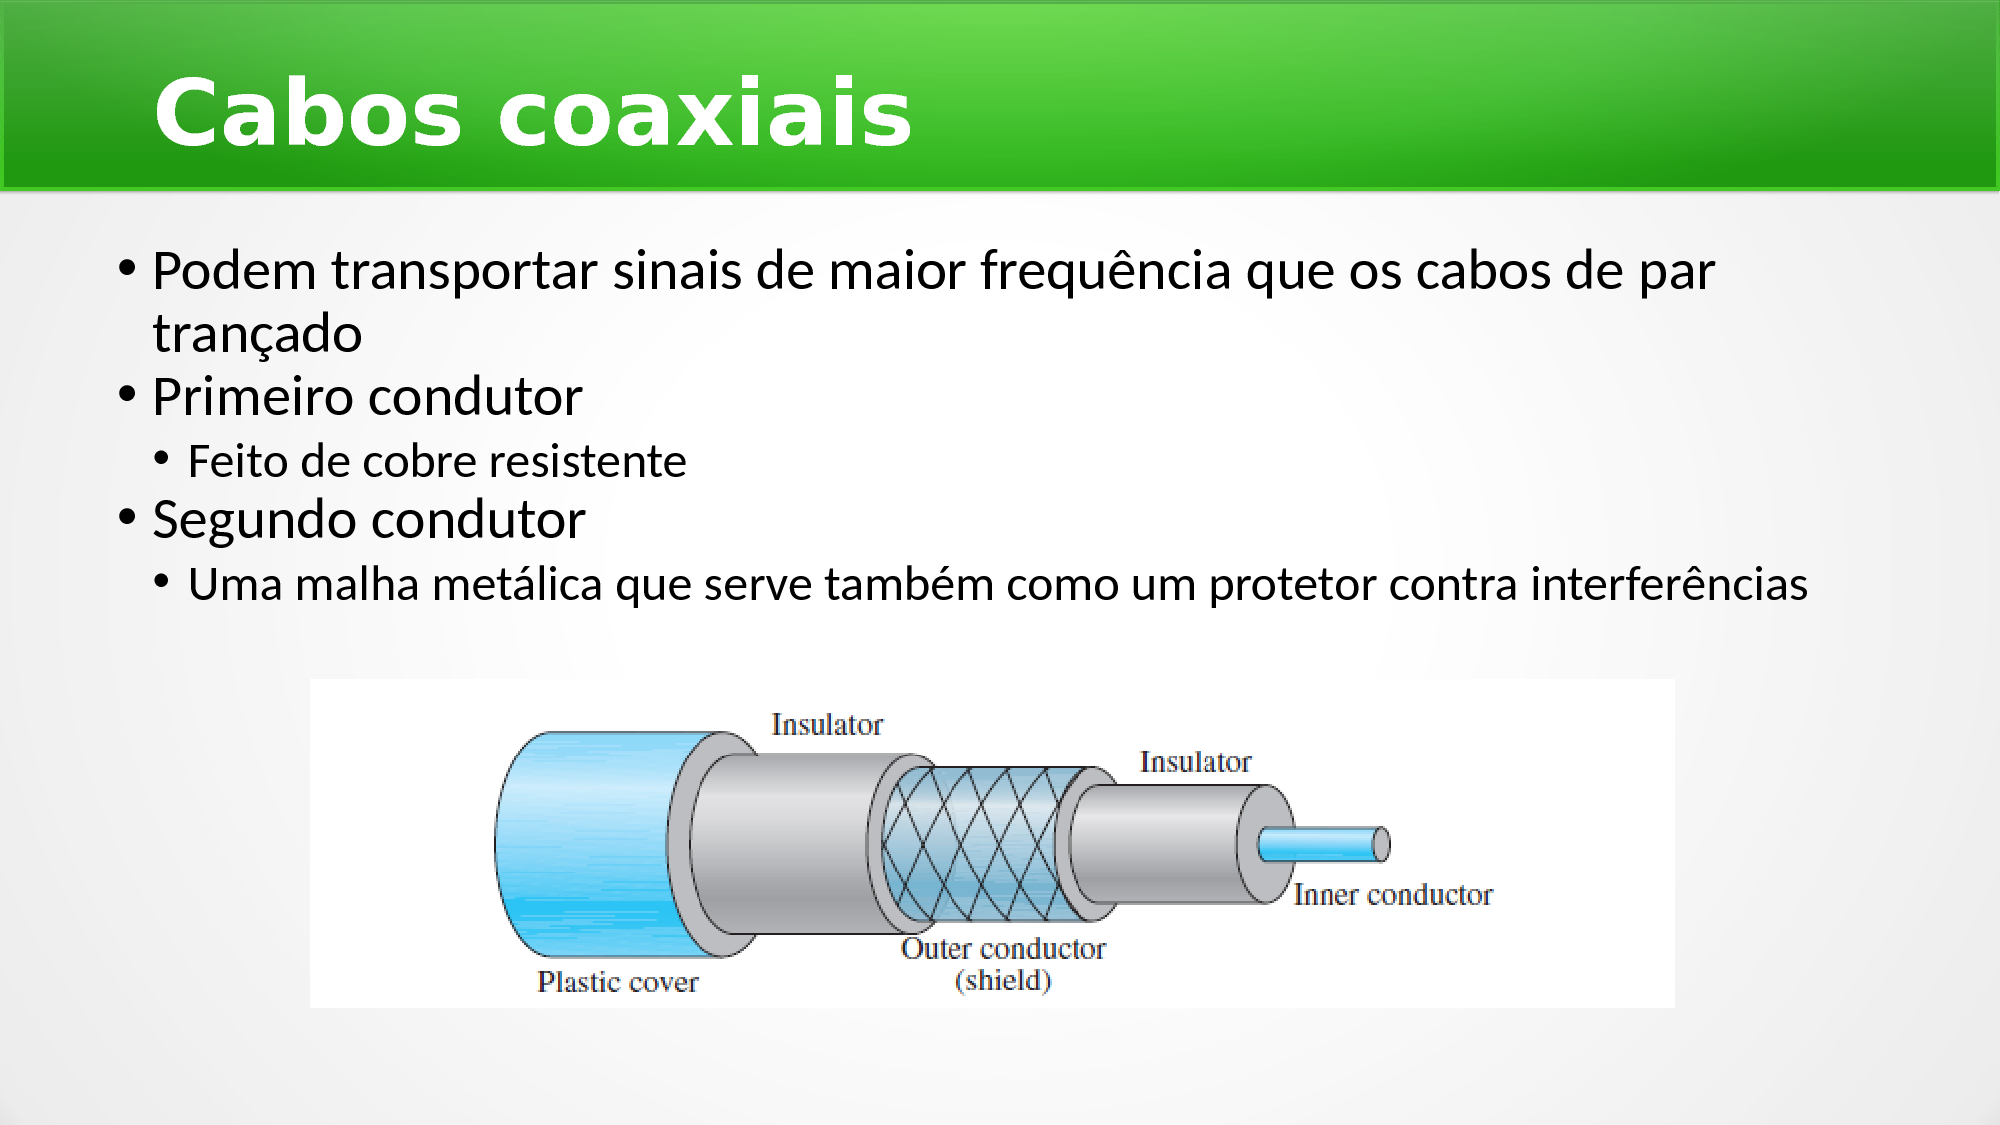 Cabos coaxiais
• Podem transportar sinais de maior frequência que os cabos de par
trançado
• Primeiro condutor
• Feito de cobre resistente
• Segundo condutor
• Uma malha metálica que serve também como um protetor contra interferências
Insulator
Insulator
Inner conductor
Outer conductor
(shield)
Plastic cover